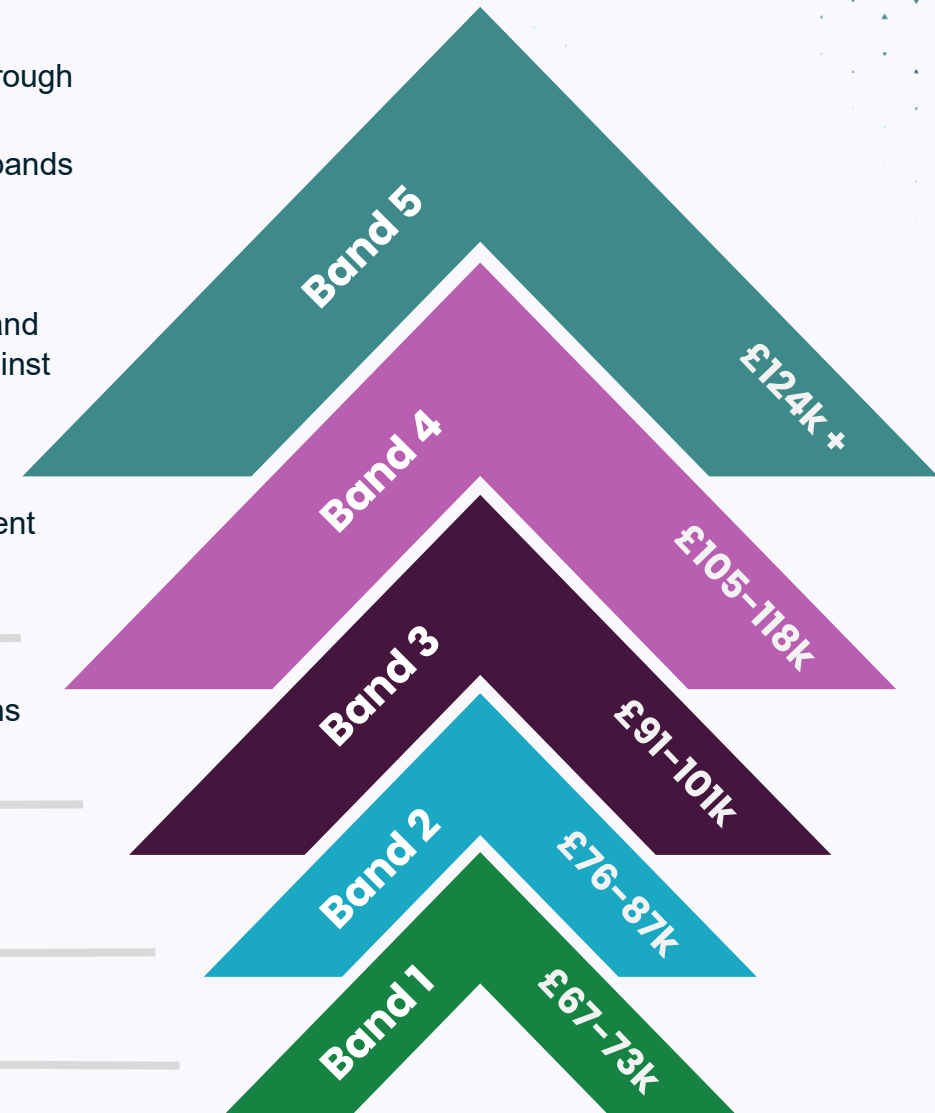 rough
bands
and
inst
ent
ns
Band 5
£124k +
Band 4
£105-118k
Band 3
£91-101k
Band 2
£76-87k
Band 1
£67-73k